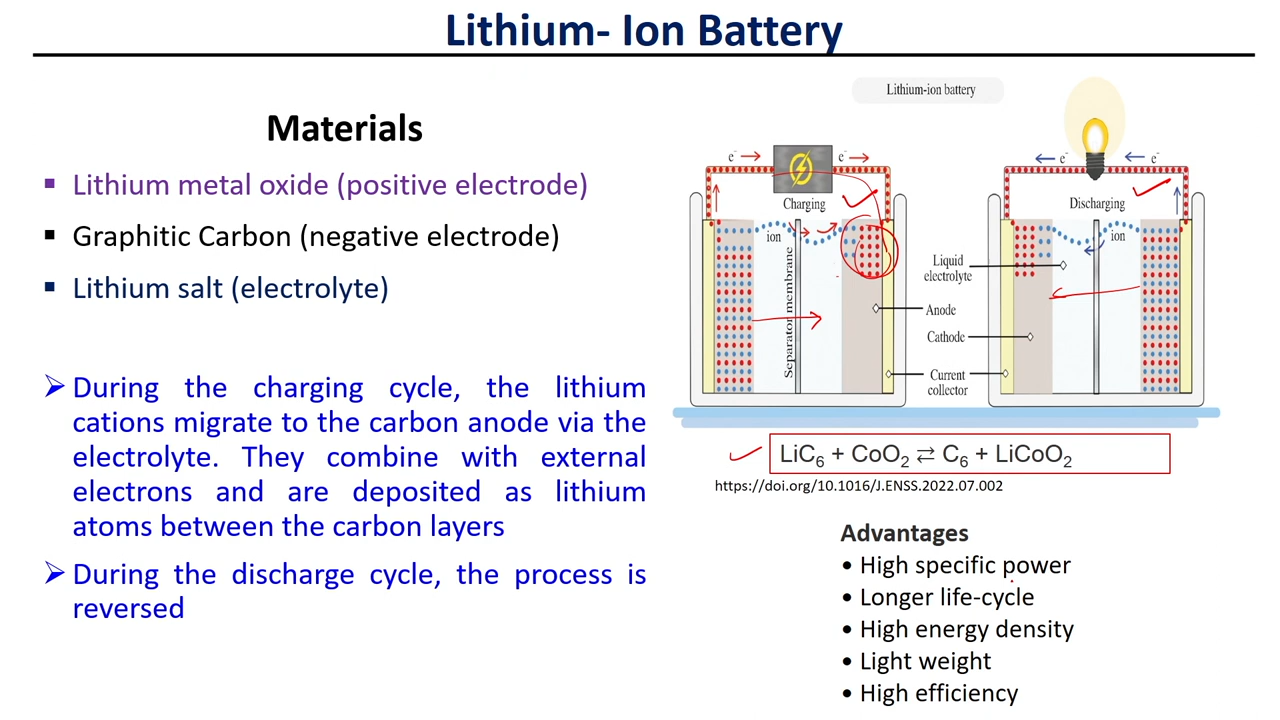 Lithium- Ion Battery
Materials
▪ Lithium metal oxide (positive electrode)
▪ Graphitic Carbon (negative electrode)
▪ Lithium salt (electrolyte)
➢ During the charging cycle, the lithium
cations migrate to the carbon anode via the
electrolyte. They combine with external
electrons and are deposited as lithium
atoms between the carbon layers
➢ During the discharge cycle, the process is
reversed
Lithium-ion battery
e⁻ e⁻
Charging
ion
Separator membrane
e⁻ e⁻
Discharging
ion
Liquid
electrolyte
Anode
Cathode
Current
collector
LiC₆ + CoO₂ ⇄ C₆ + LiCoO₂
https://doi.org/10.1016/J.ENSS.2022.07.002
Advantages
• High specific power
• Longer life-cycle
• High energy density
• Light weight
• High efficiency